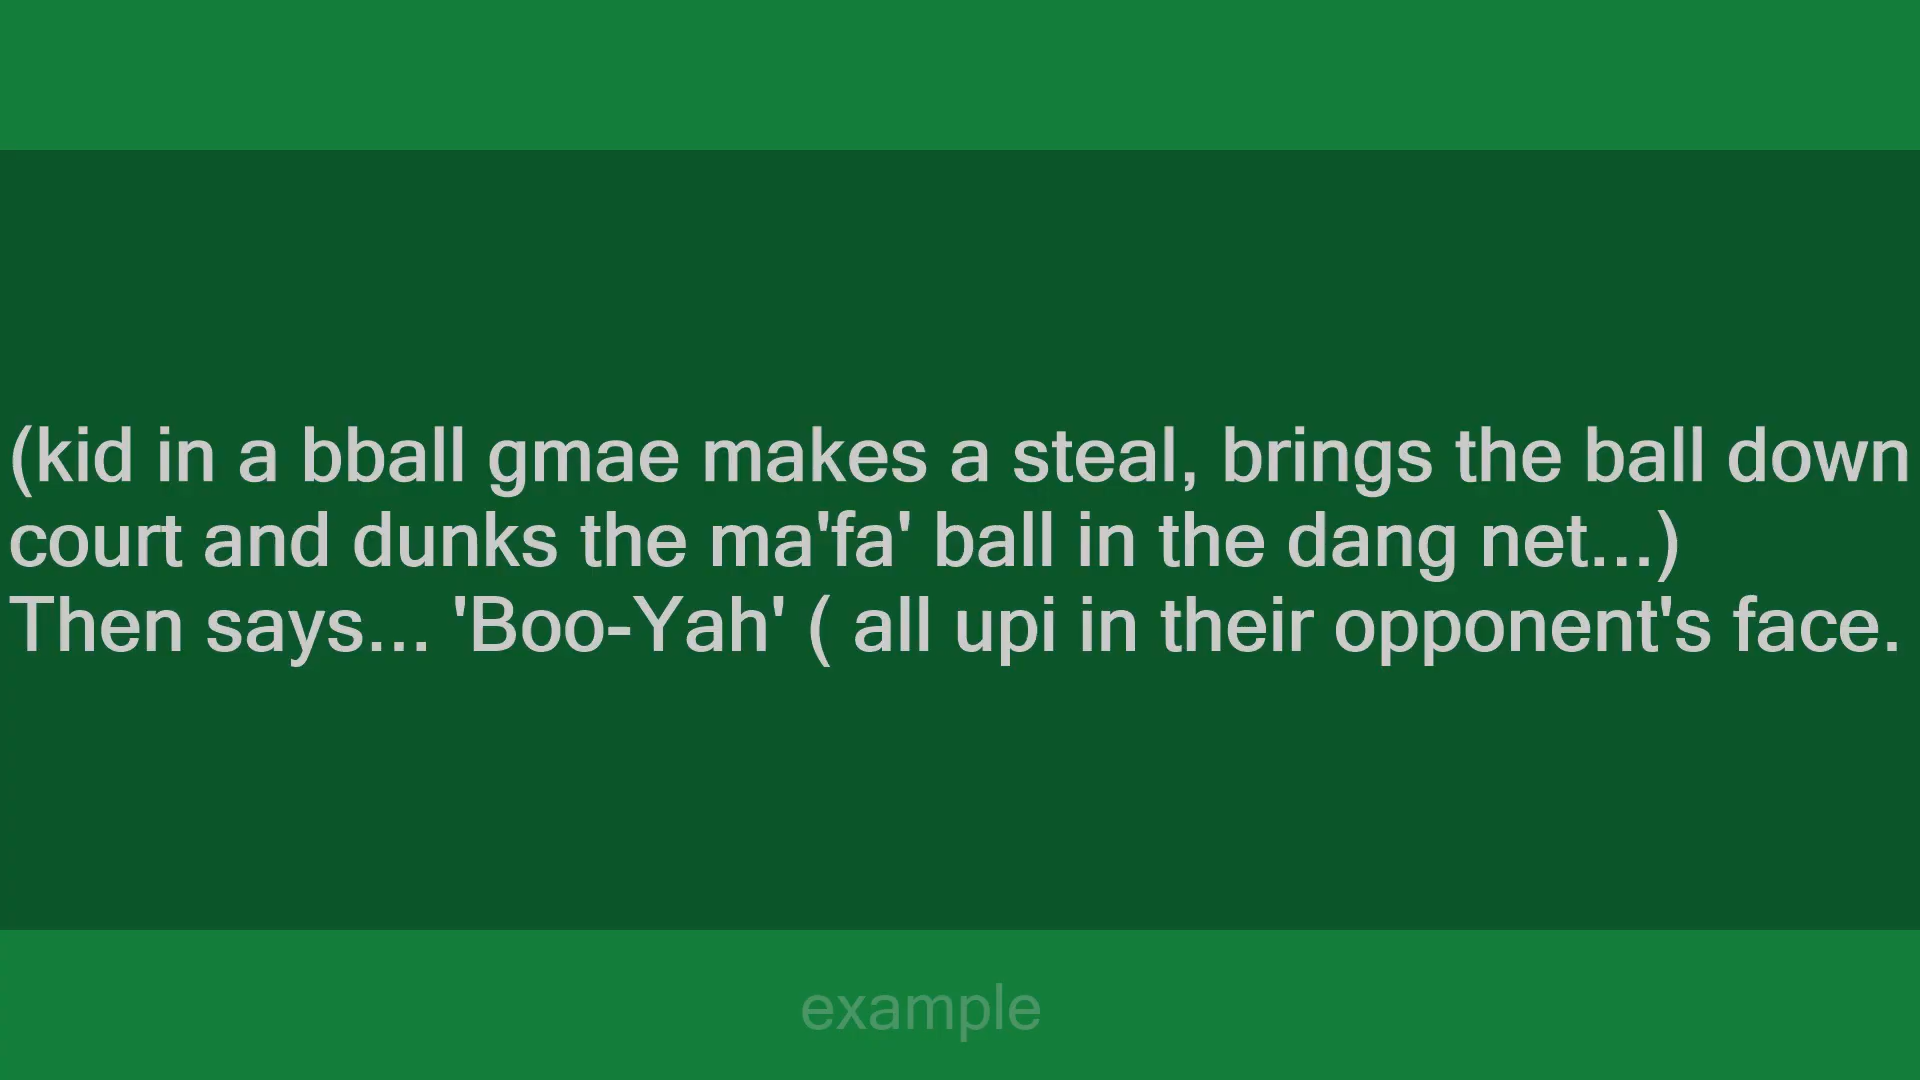 (kid in a bball gmae makes a steal, brings the ball down
court and dunks the ma'fa' ball in the dang net...)
Then says... 'Boo-Yah' ( all upi in their opponent's face.
example